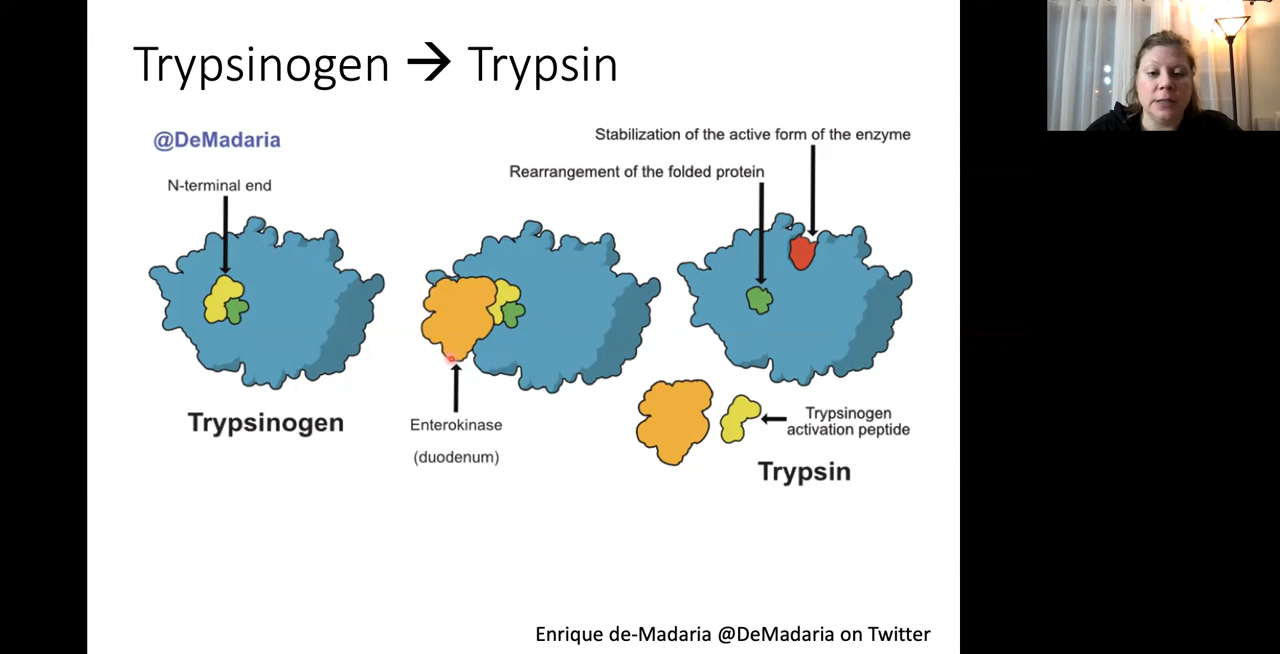 Trypsinogen → Trypsin
@DeMadaria
N-terminal end
Stabilization of the active form of the enzyme
Rearrangement of the folded protein
Trypsinogen
Enterokinase
(duodenum)
Trypsinogen
activation peptide
Trypsin
Enrique de-Madaria @DeMadaria on Twitter